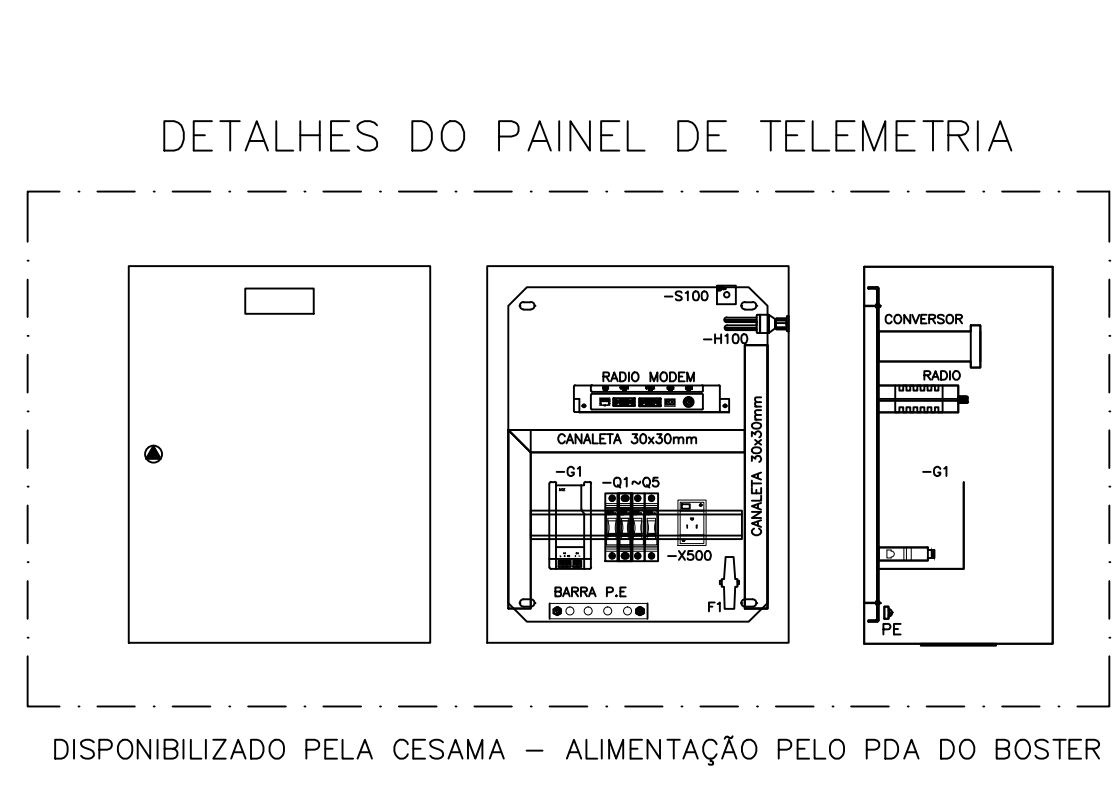 DETALHES DO PAINEL DE TELEMETRIA
-S100
-H100
CONVERSOR
RADIO MODEM
RADIO
CANALETA 30x30mm
CANALETA 30x30mm
-G1
-Q1~Q5
-G1
-X500
BARRA P.E
F1
PE
DISPONIBILIZADO PELA CESAMA - ALIMENTAÇÃO PELO PDA DO BOSTER